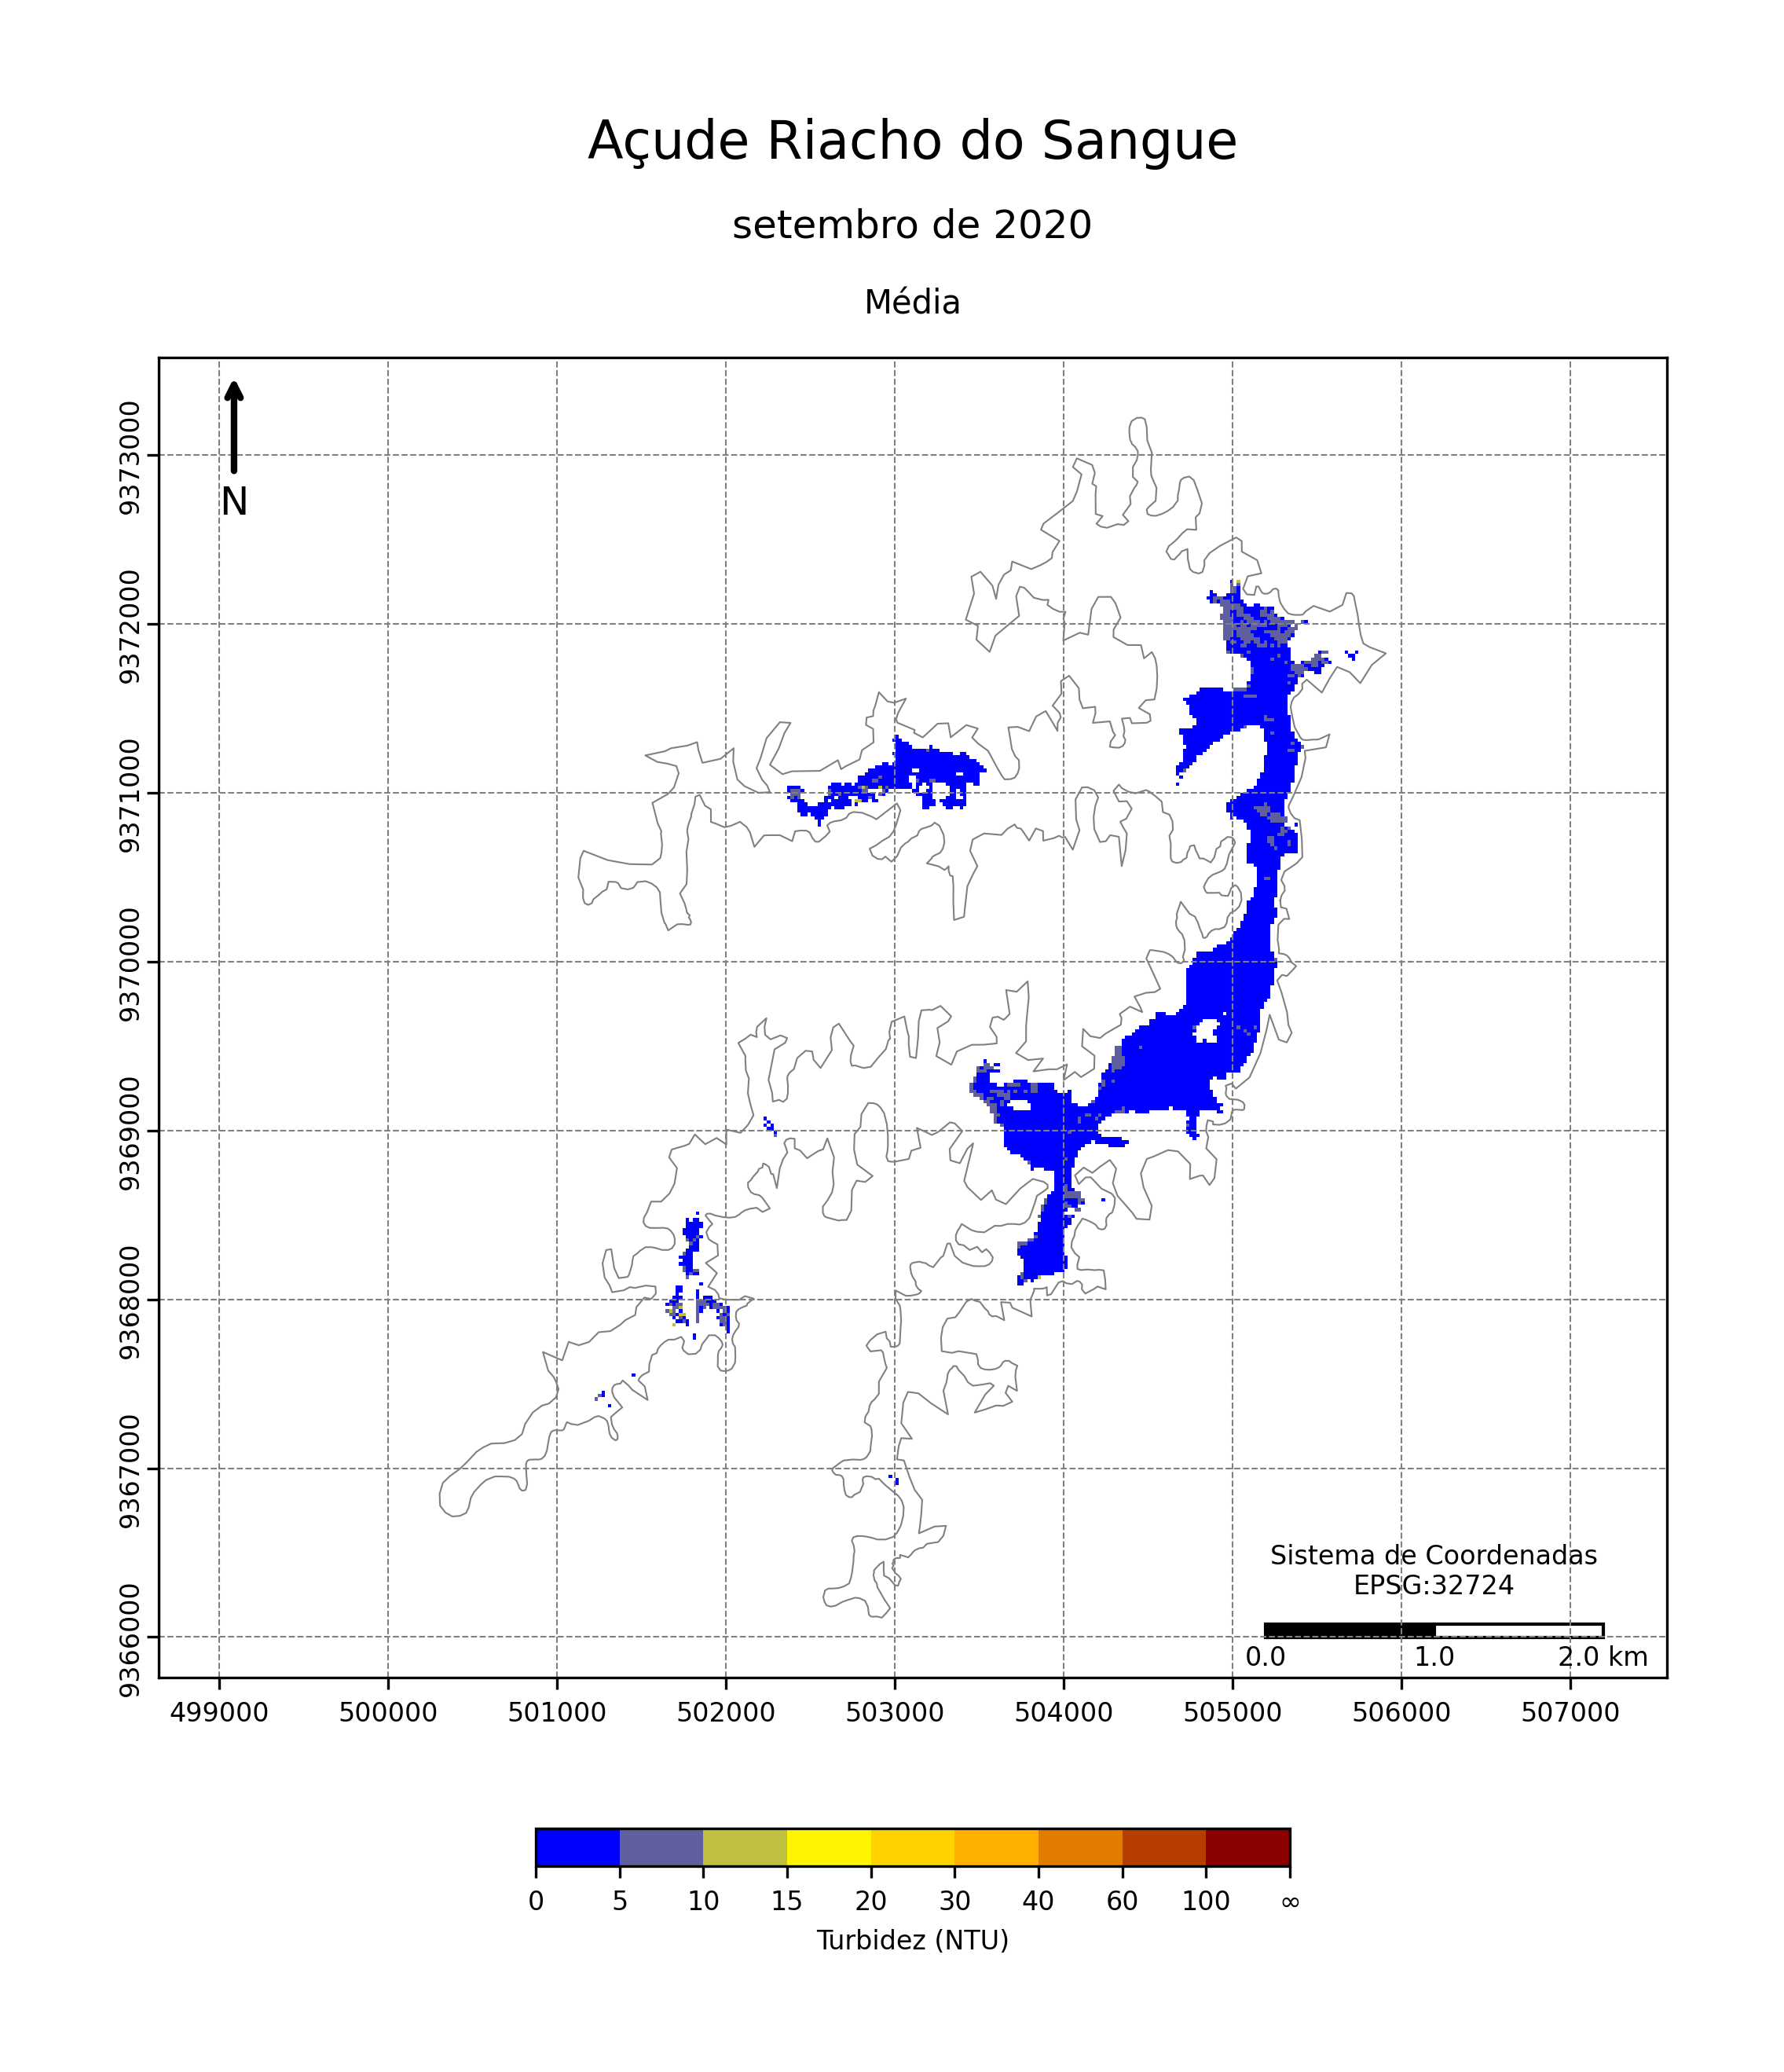 Açude Riacho do Sangue
setembro de 2020
Média
N
9373000
9372000
9371000
9370000
9369000
9368000
9367000
9366000
Sistema de Coordenadas
EPSG:32724
0.0 1.0 2.0 km
499000 500000 501000 502000 503000 504000 505000 506000 507000
0 5 10 15 20 30 40 60 100 ∞
Turbidez (NTU)